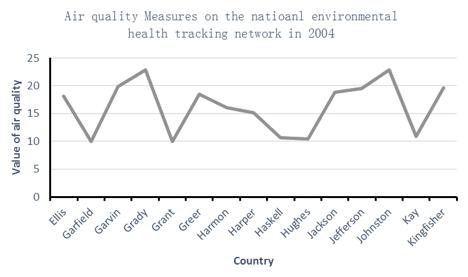 Air quality Measures on the natioanl environmental
health tracking network in 2004
Value of air quality
25
20
15
10
5
0
Ellis
Garfield
Garvin
Grady
Grant
Greer
Harmon
Harper
Haskell
Hughes
Jackson
Jefferson
Johnston
Kay
Kingfisher
Country